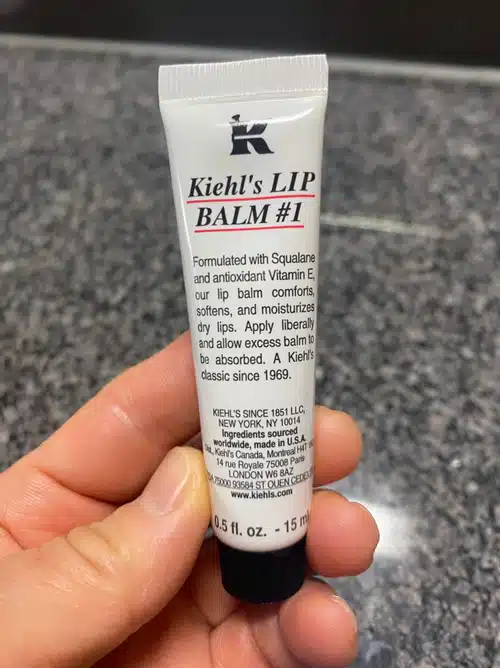 K
Kiehl's LIP
BALM #1
Formulated with Squalane
and antioxidant Vitamin E,
our lip balm comforts,
softens, and moisturizes
dry lips. Apply liberally
and allow excess balm to
be absorbed. A Kiehl's
classic since 1969.
KIEHL'S SINCE 1851 LLC,
NEW YORK, NY 10014
Ingredients sourced
worldwide, made in U.S.A.
Kiehl's Canada, Montreal H4T
14 rue Royale 75008 Paris
LONDON W6 8AZ
75000 93584 ST OUEN
www.kiehls.com
0.5 fl. oz. - 15 ml